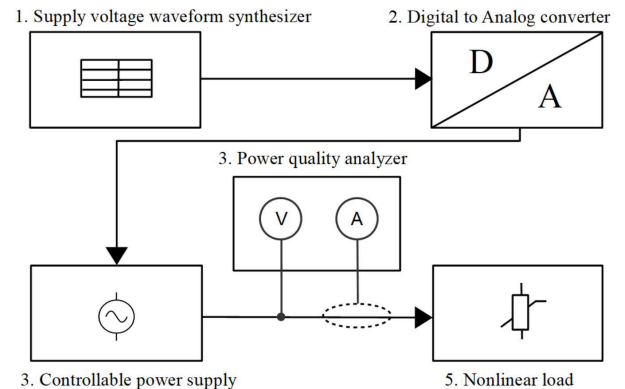 1. Supply voltage waveform synthesizer
2. Digital to Analog converter
D
A
3. Power quality analyzer
V
A
3. Controllable power supply
5. Nonlinear load